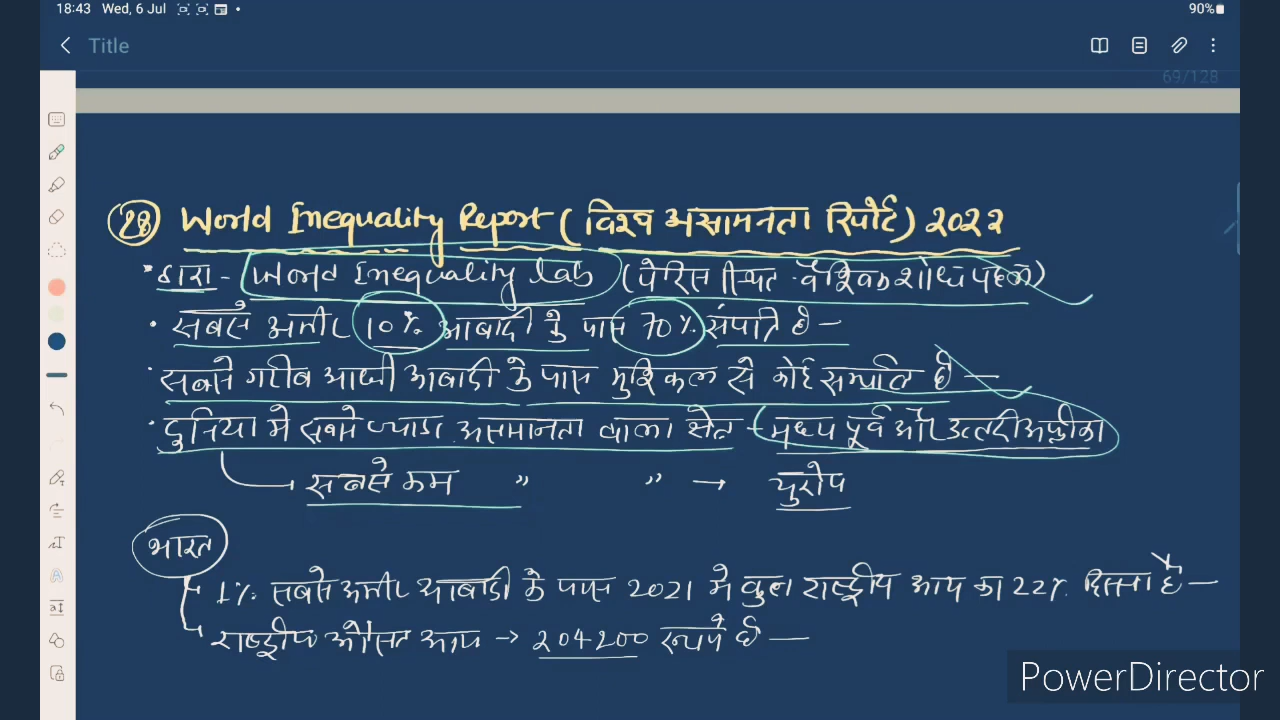 18:43 Wed, 6 Jul 90%
Title
69/128
28 World Inequality Report (विश्व असामनता रिपोर्ट) 2022
• द्वारा - World Inequality Lab (पेरिस स्थित वैश्विक शोध पहल)
• सबसे अमीर 10% आबादी के पास 70% संपत्ति है —
• सबसे गरीब आधी आबादी के पास मुश्किल से कोई सम्पत्ति है —
• दुनिया मे सबसे ज्यादा असमानता वाला क्षेत्र - मध्य पूर्व और उत्तरी अफ्रीका
सबसे कम " " → युरोप
भारत
1% सबसे अमीर आबादी के पास 2021 मे कुल राष्ट्रीय आय का 22% हिस्सा है —
राष्ट्रीय औसत आय → 204200 रूपये है —
PowerDirector